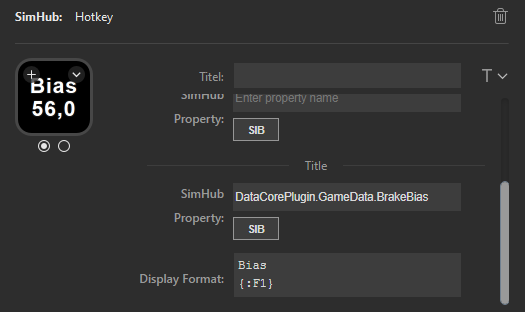 SimHub: Hotkey
Bias
56,0
Titel:
T
SimHub
Property:
Enter property name
SIB
Title
SimHub
Property:
DataCorePlugin.GameData.BrakeBias
SIB
Display Format:
Bias
{:F1}